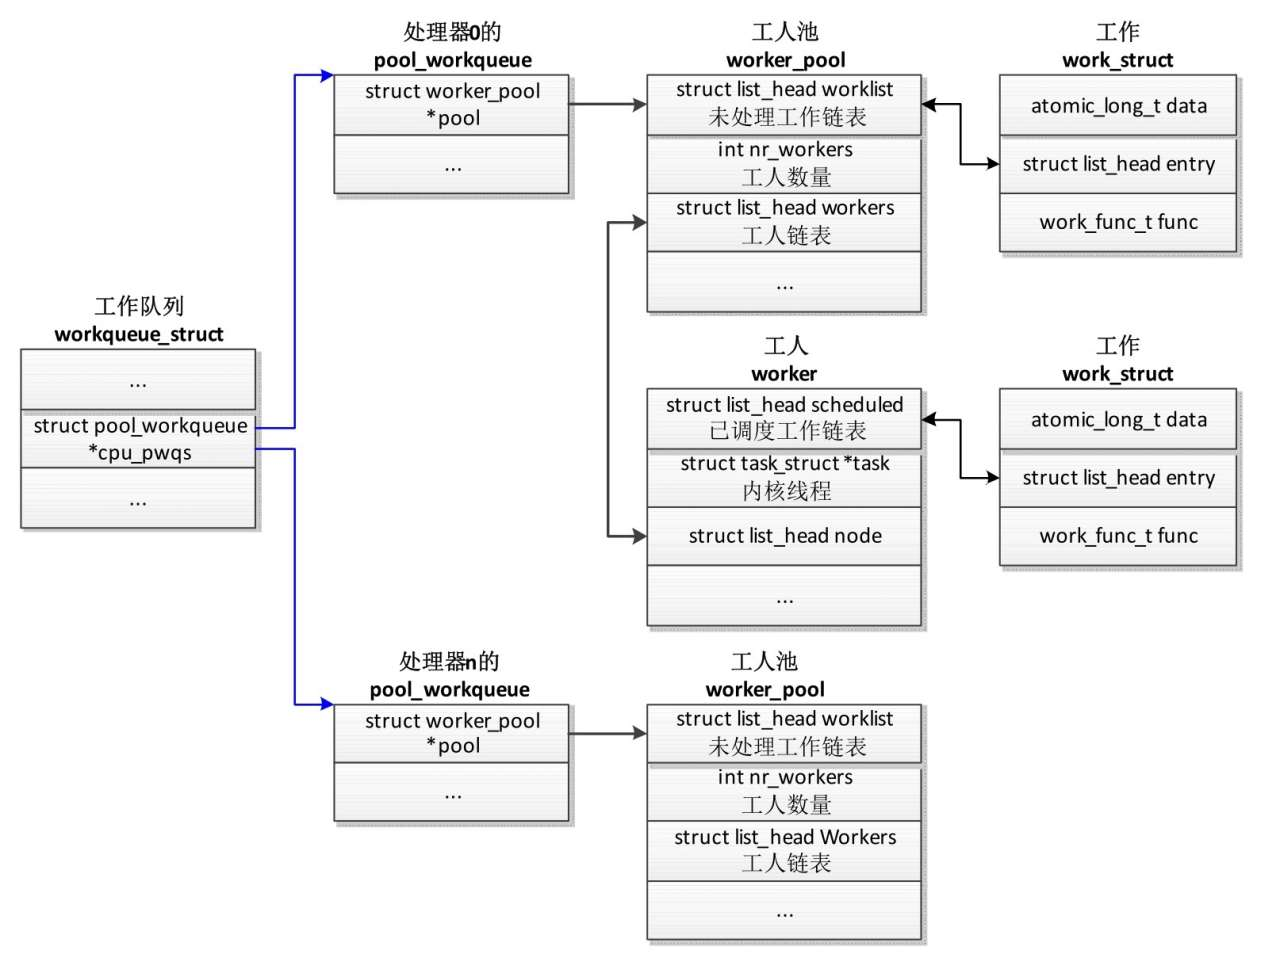 处理器0的
pool_workqueue
struct worker_pool
*pool
...
工人池
worker_pool
struct list_head worklist
未处理工作链表
int nr_workers
工人数量
struct list_head workers
工人链表
...
工作
work_struct
atomic_long_t data
struct list_head entry
work_func_t func
工作队列
workqueue_struct
...
struct pool_workqueue
*cpu_pwqs
...
工人
worker
struct list_head scheduled
已调度工作链表
struct task_struct *task
内核线程
struct list_head node
...
工作
work_struct
atomic_long_t data
struct list_head entry
work_func_t func
处理器n的
pool_workqueue
struct worker_pool
*pool
...
工人池
worker_pool
struct list_head worklist
未处理工作链表
int nr_workers
工人数量
struct list_head Workers
工人链表
...